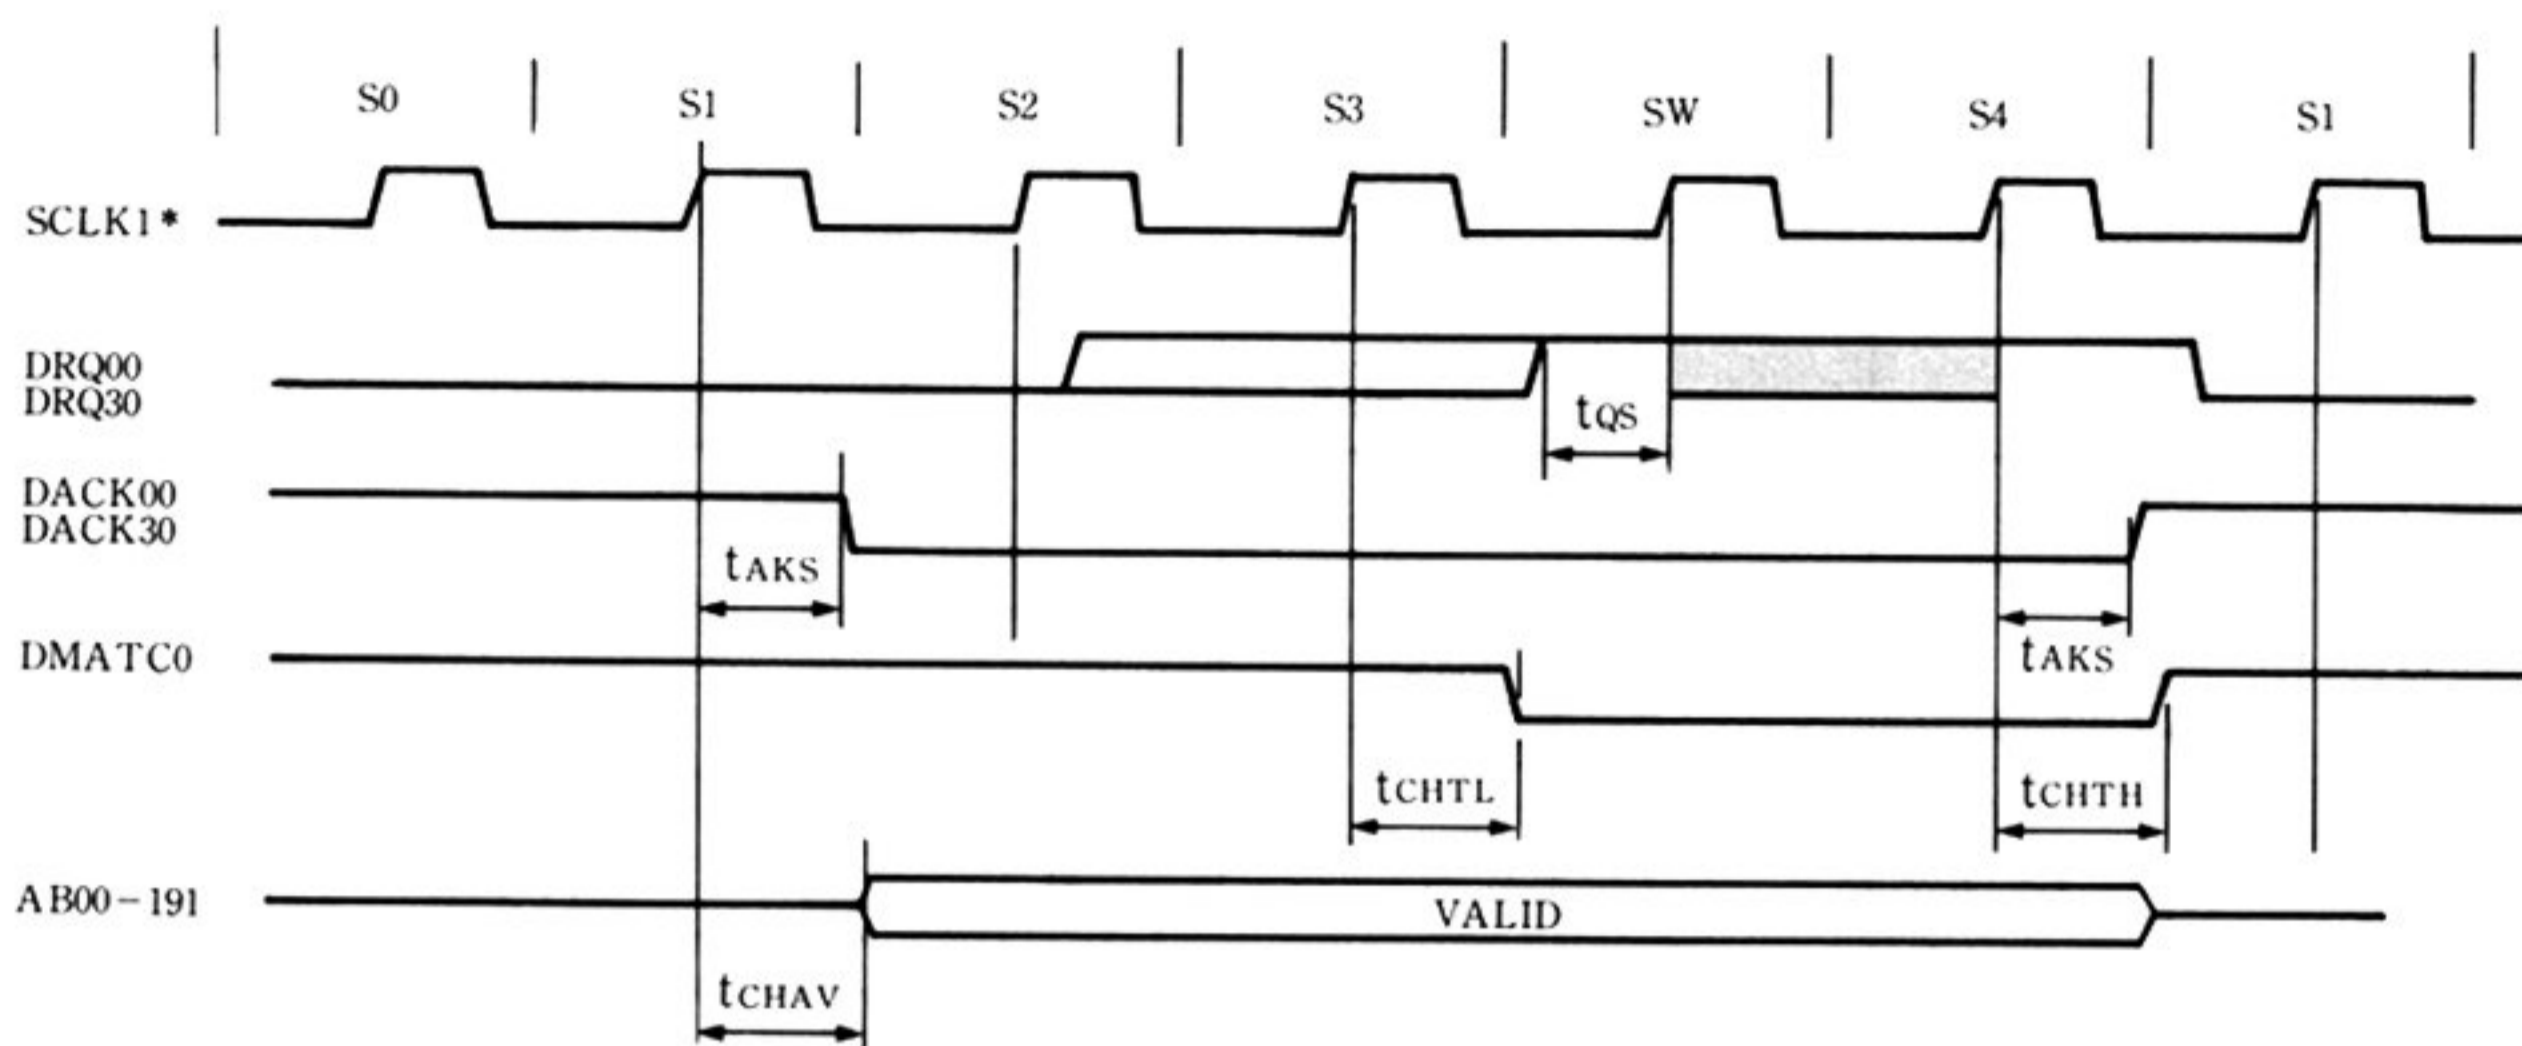 S0 S1 S2 S3 SW S4 S1
SCLK1*
DRQ00
DRQ30
tQS
DACK00
DACK30
tAKS
tAKS
DMATC0
tCHTL
tCHTH
AB00-191
VALID
tCHAV